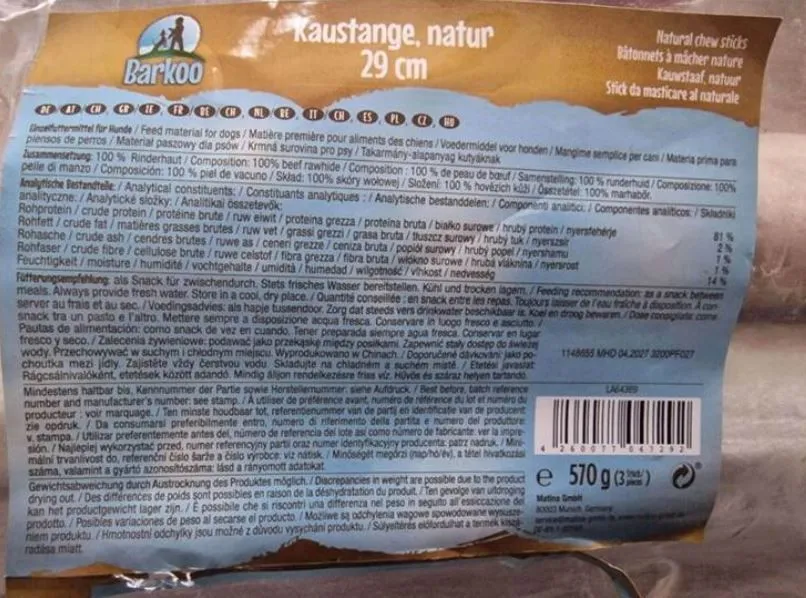 Barkoo
Kaustange, natur
29 cm
Natural chew sticks
Bâtonnets à mâcher nature
Kauwstaaf, natuur
Stick da masticare al naturale
DE AT CH GB IE, FR BE CH, NL BE, IT CH, ES, PL, CZ, HU
Einzelfuttermittel für Hunde / Feed material for dogs / Matière première pour aliments des chiens / Voedermiddel voor honden / Mangime semplice per cani / Materia prima para
piensos de perros / Materiał paszowy dla psów / Krmná surovina pro psy / Takarmány-alapanyag kutyáknak
Zusammensetzung: 100 % Rinderhaut / Composition: 100% beef rawhide / Composition : 100 % de peau de bœuf / Samenstelling: 100 % runderhuid / Composizione: 100%
pelle di manzo / Composición: 100 % piel de vacuno / Skład: 100% skóry wołowej / Složení: 100 % hovězích kůží / Összetétel: 100% marhabőr.
Analytische Bestandteile: / Analytical constituents: / Constituants analytiques : / Analytische bestanddelen: / Componenti analitici: / Componentes analíticos: / Składniki
analityczne: / Analytické složky: / Analitikai összetevők:
Rohprotein / crude protein / protéine brute / ruw eiwit / proteina grezza / proteína bruta / białko surowe / hrubý protein / nyersfehérje 81 %
Rohfett / crude fat / matières grasses brutes / ruw vet / grassi grezzi / grasa bruta / tłuszcz surowy / hrubý tuk / nyerszsír 2 %
Rohasche / crude ash / cendres brutes / ruwe as / ceneri grezze / ceniza bruta / popiół surowy / hrubý popel / nyershamu 1 %
Rohfaser / crude fibre / cellulose brute / ruwe celstof / fibra grezza / fibra bruta / włókno surowe / hrubá vláknina / nyersrost 1 %
Feuchtigkeit / moisture / humidité / vochtgehalte / umidità / humedad / wilgotność / vlhkost / nedvesség 14 %
Fütterungsempfehlung: als Snack für zwischendurch. Stets frisches Wasser bereitstellen. Kühl und trocken lagern. / Feeding recommendation: as a snack between
meals. Always provide fresh water. Store in a cool, dry place. / Quantité conseillée : en snack entre les repas. Toujours laisser de l'eau fraîche à disposition. À con-
server au frais et au sec. / Voedingsadvies: als hapje tussendoor. Zorg dat steeds vers drinkwater beschikbaar is. Koel en droog bewaren. / Dose consigliata: come
snack tra un pasto e l'altro. Mettere sempre a disposizione acqua fresca. Conservare in luogo fresco e asciutto. /
Pautas de alimentación: como snack de vez en cuando. Tener preparada siempre agua fresca. Conservar en lugar
fresco y seco. / Zalecenia żywieniowe: podawać jako przekąskę między posiłkami. Zapewnić stały dostęp do świeżej
wody. Przechowywać w suchym i chłodnym miejscu. Wyprodukowano w Chinach. / Doporučené dávkování: jako po-
choutka mezi jídly. Zajistěte vždy čerstvou vodu. Skladujte na chladném a suchém místě. / Etetési javaslat:
Rágcsálnivalóként, etetések között adandó. Mindig álljon rendelkezésre friss víz. Hűvös és száraz helyen tartandó.
1148655 MHD 04.2027 3200PF027
Mindestens haltbar bis, Kennnummer der Partie sowie Herstellernummer: siehe Aufdruck. / Best before, batch reference
number and manufacturer's number: see stamp. / À utiliser de préférence avant, numéro de référence du lot et numéro du
producteur : voir marquage. / Ten minste houdbaar tot, referentienummer van de partij en identificatie van de producent:
zie opdruk. / Da consumarsi preferibilmente entro, numero di riferimento della partita e numero del produttore:
v. stampa. / Utilizar preferentemente antes del, número de referencia del lote así como número de fabricante: ver la impre-
sión. / Najlepiej wykorzystać przed, numer referencyjny partii oraz numer identyfikacyjny producenta: patrz nadruk. / Mini-
mální trvanlivost do, referenční číslo šarže a číslo výrobce: viz nátisk. / Minőségét megőrzi (nap/hó/év), a tétel hivatkozási
száma, valamint a gyártó azonosítószáma: lásd a rányomott adatokat.
LA64369
4 260077 047292
Gewichtsabweichung durch Austrocknung des Produktes möglich. / Discrepancies in weight are possible due to the product
drying out. / Des différences de poids sont possibles en raison de la déshydratation du produit. / Ten gevolge van uitdroging
kan het productgewicht lager zijn. / È possibile che si riscontri una differenza nel peso in seguito all'essiccazione del
prodotto. / Posibles variaciones de peso al secarse el producto. / Możliwe są odchylenia wagowe spowodowane wysusze-
niem produktu. / Hmotnostní odchylky jsou možné z důvodu vysychání produktu. / Súlyeltérés előfordulhat a termék kiszá-
radása miatt.
e 570 g (3 Stück/ pieces)
Matina GmbH
80003 Munich, Germany